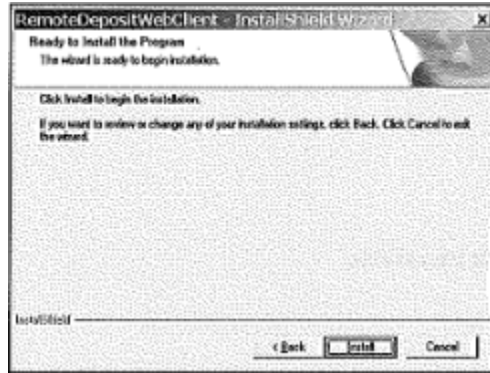 RemoteDepositWebClient - InstallShield Wizard
Ready to Install the Program
The wizard is ready to begin installation.
Click Install to begin the installation.
If you want to review or change any of your installation settings, click Back. Click Cancel to exit
the wizard.
InstallShield
< Back Install Cancel